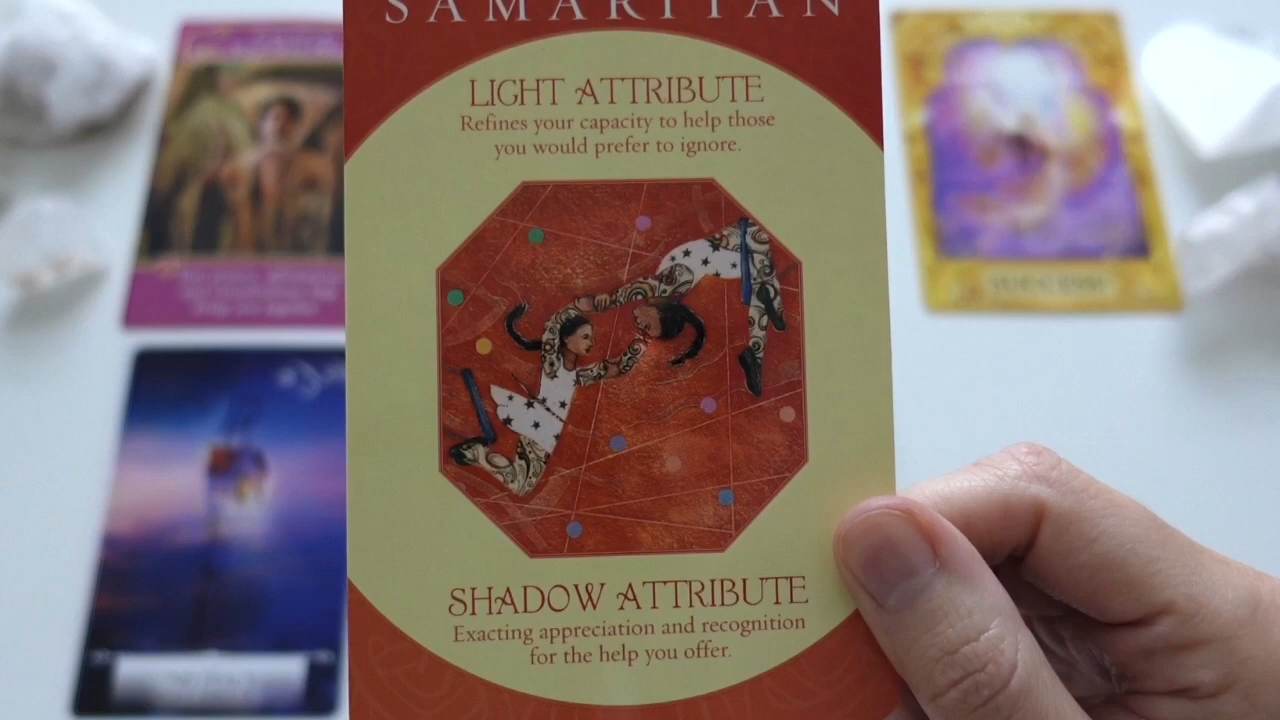 SAMARITAN
LIGHT ATTRIBUTE
Refines your capacity to help those
you would prefer to ignore.
SHADOW ATTRIBUTE
Exacting appreciation and recognition
for the help you offer.